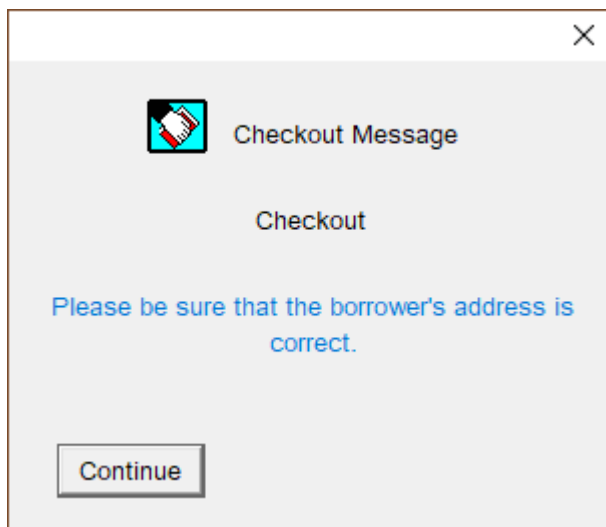 Checkout Message
Checkout
Please be sure that the borrower's address is
correct.
Continue